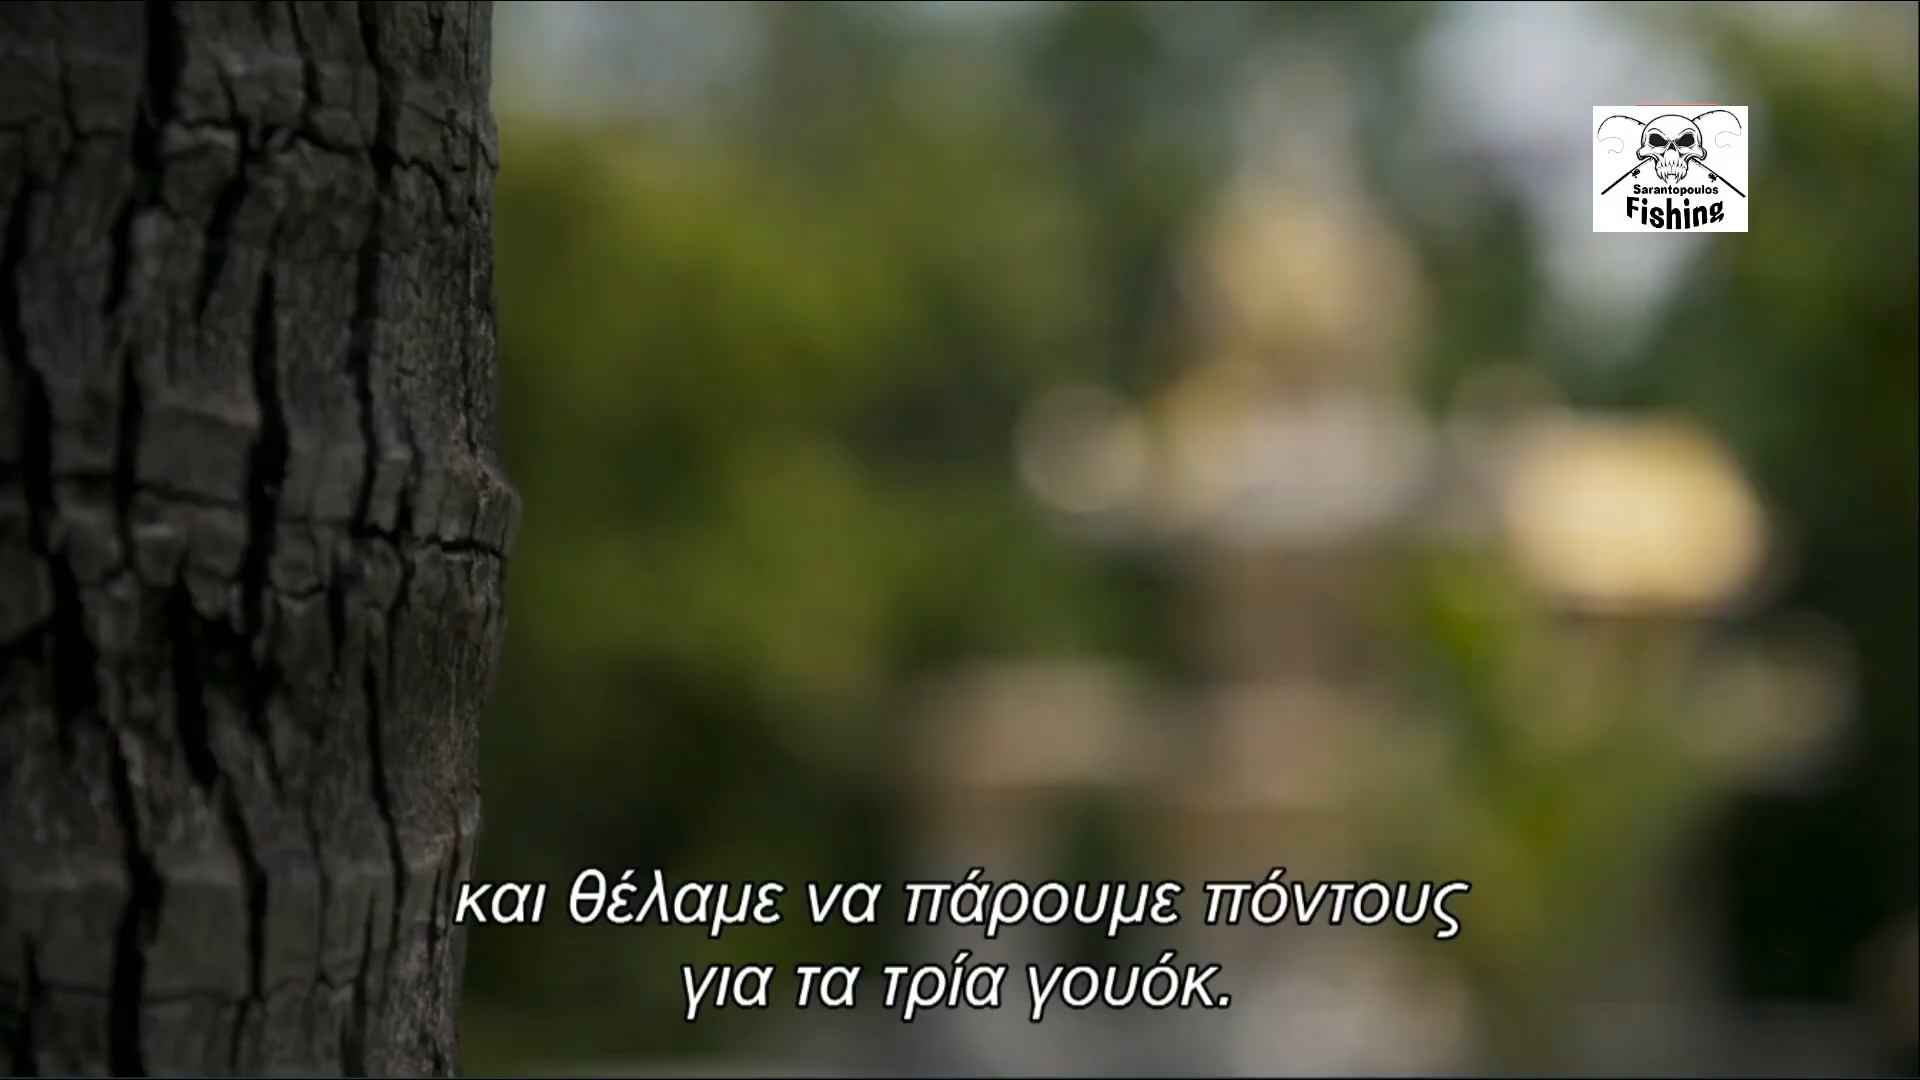 Sarantopoulos
Fishing
και θέλαμε να πάρουμε πόντους
για τα τρία γουόκ.